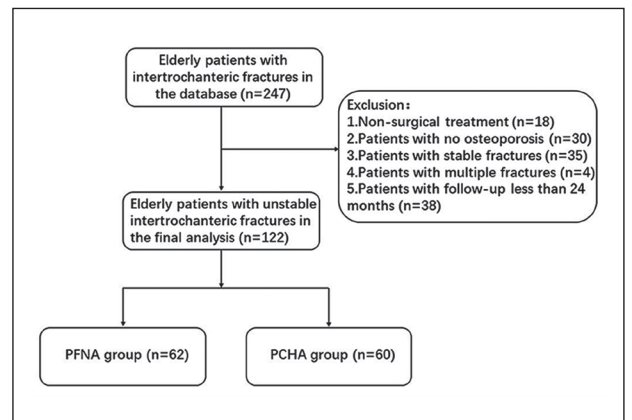 Elderly patients with
intertrochanteric fractures in
the database (n=247)
Exclusion:
1.Non-surgical treatment (n=18)
2.Patients with no osteoporosis (n=30)
3.Patients with stable fractures (n=35)
4.Patients with multiple fractures (n=4)
5.Patients with follow-up less than 24
months (n=38)
Elderly patients with unstable
intertrochanteric fractures in
the final analysis (n=122)
PFNA group (n=62)
PCHA group (n=60)